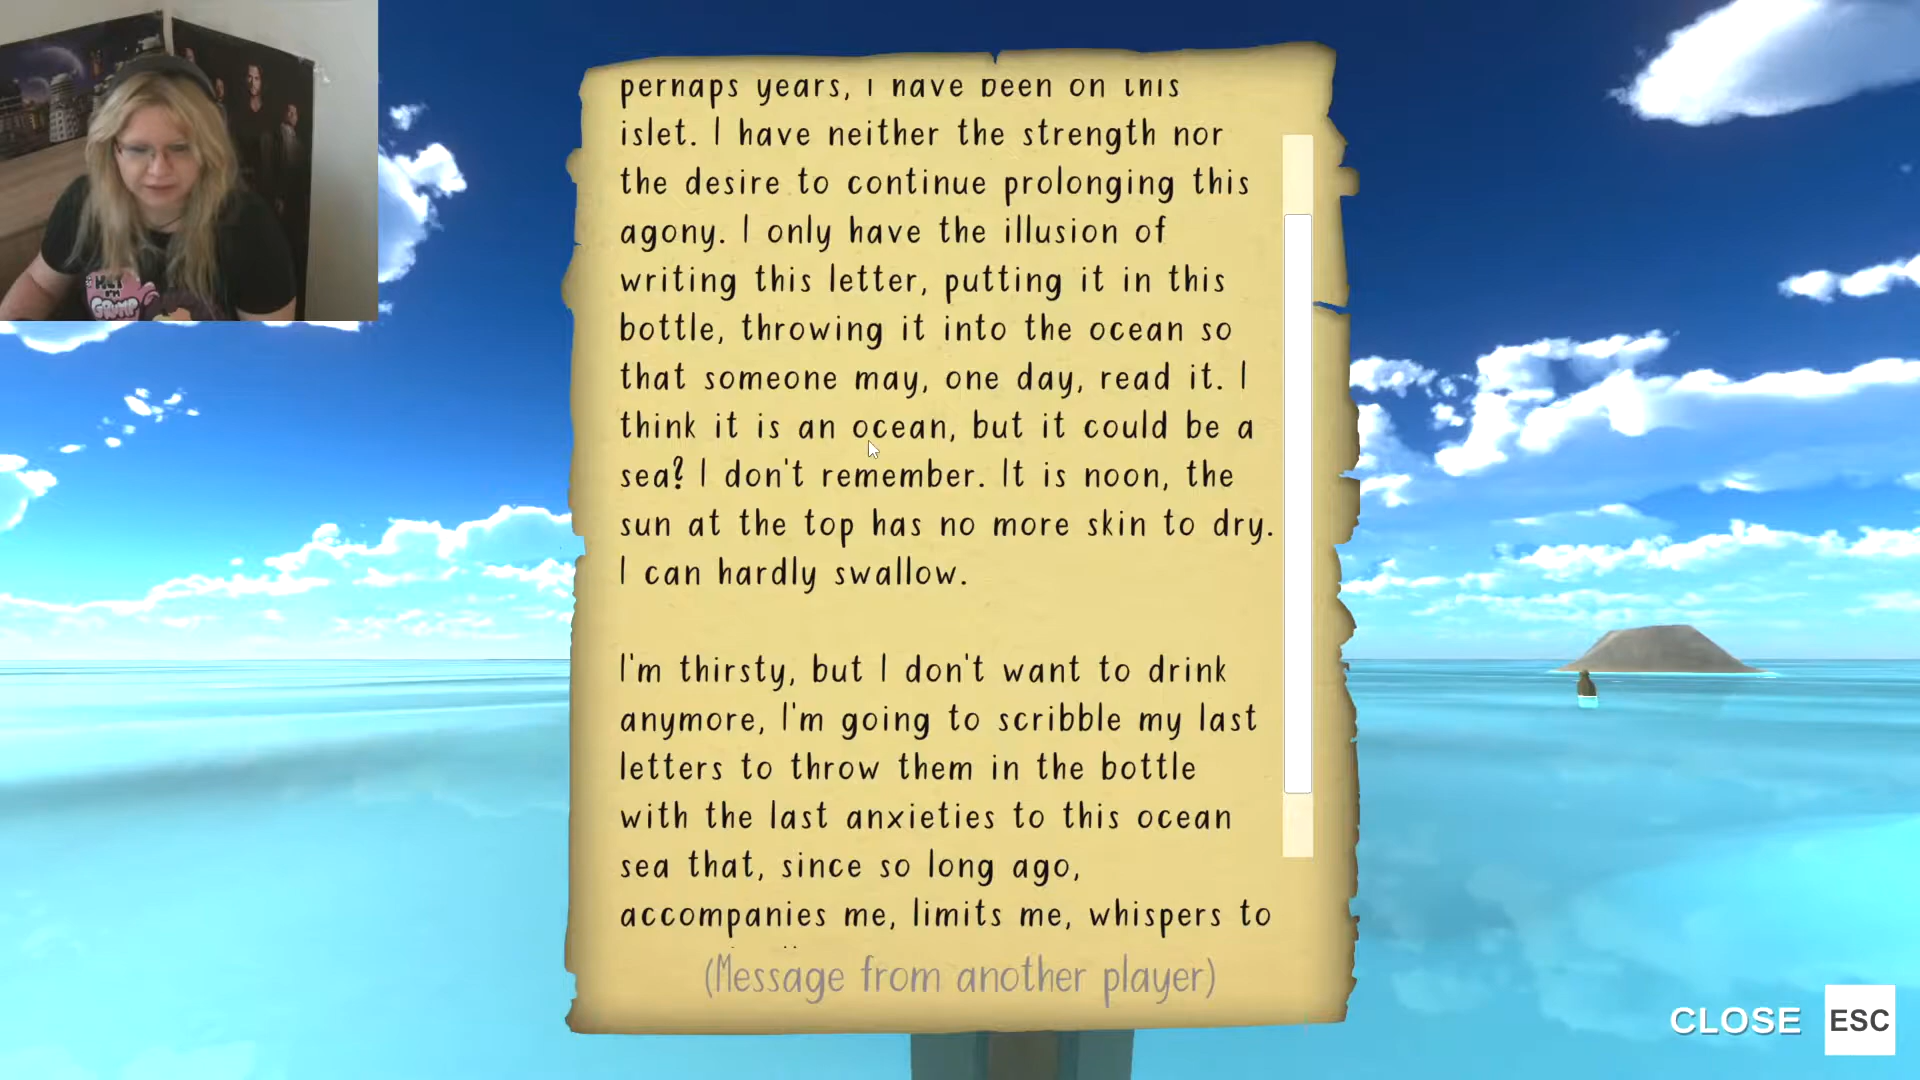 perhaps years, I have been on this
islet. I have neither the strength nor
the desire to continue prolonging this
agony. I only have the illusion of
writing this letter, putting it in this
bottle, throwing it into the ocean so
that someone may, one day, read it. I
think it is an ocean, but it could be a
sea? I don't remember. It is noon, the
sun at the top has no more skin to dry.
I can hardly swallow.
I'm thirsty, but I don't want to drink
anymore, I'm going to scribble my last
letters to throw them in the bottle
with the last anxieties to this ocean
sea that, since so long ago,
accompanies me, limits me, whispers to
(Message from another player)
CLOSE ESC
HEY
I'M
GRUMP